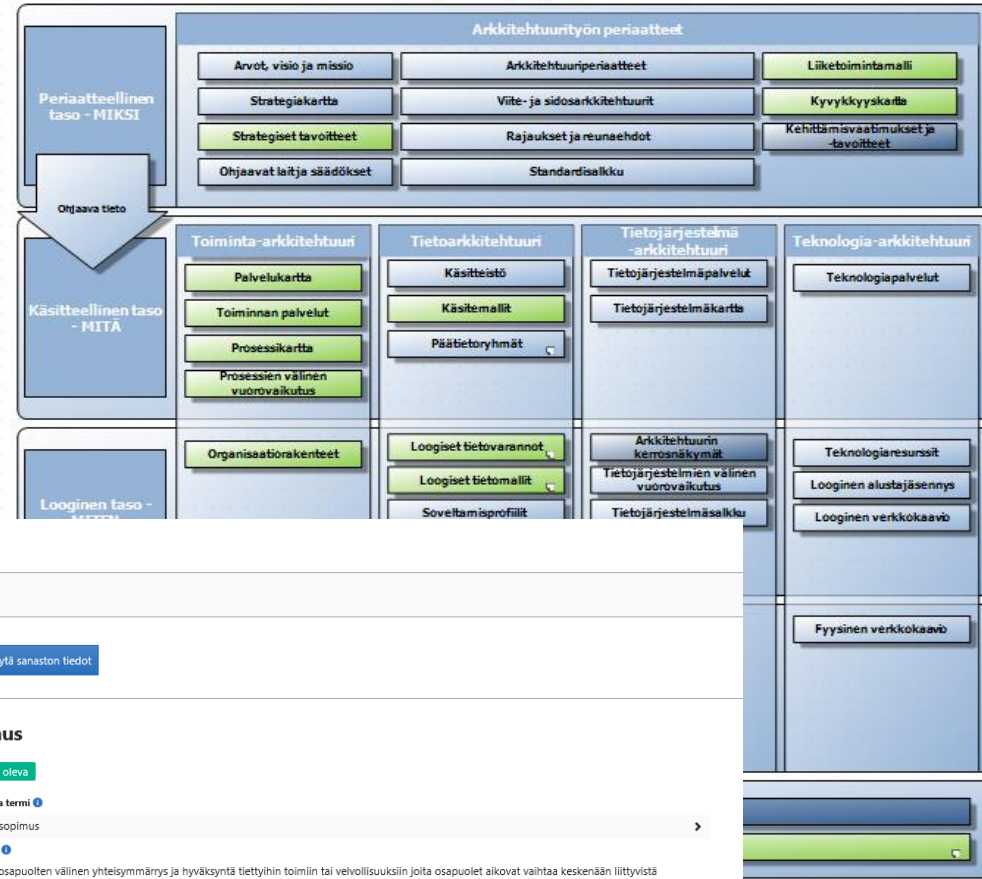 Arkkitehtuurityön periaatteet
Periaatteellinen
taso - MIKSI
Arvot, visio ja missio
Arkkitehtuuriperiaatteet
Liiketoimintamalli
Strategiakartta
Viite- ja sidosarkkitehtuurit
Kyvykkyyskartta
Strategiset tavoitteet
Rajaukset ja reunaehdot
Kehittämisvaatimukset ja
-tavoitteet
Ohjaavat lait ja säädökset
Standardisalkku
Ohjaava tieto
Käsitteellinen taso
- MITÄ
Toiminta-arkkitehtuuri
Palvelukartta
Toiminnan palvelut
Prosessikartta
Prosessien välinen
vuorovaikutus
Tietoarkkitehtuuri
Käsitteistö
Käsitemallit
Päätietoryhmät
Tietojärjestelmä
-arkkitehtuuri
Tietojärjestelmäpalvelut
Tietojärjestelmäkartta
Teknologia-arkkitehtuuri
Teknologiapalvelut
Looginen taso -
Organisaatiorakenteet
Loogiset tietovarannot
Loogiset tietomallit
Soveltamisprofiilit
Arkkitehtuurin
kerrosnäkymät
Tietojärjestelmien välinen
vuorovaikutus
Tietojärjestelmäsalkku
Teknologiaresurssit
Looginen alustajäsennys
Looginen verkkokaavio
Fyysinen verkkokaavio
ytä sanaston tiedot
us
oleva
a termi
sopimus
osapuolten välinen yhteisymmärrys ja hyväksyntä tiettyihin toimiin tai velvollisuuksiin joita osapuolet aikovat vaihtaa keskenään liittyvistä